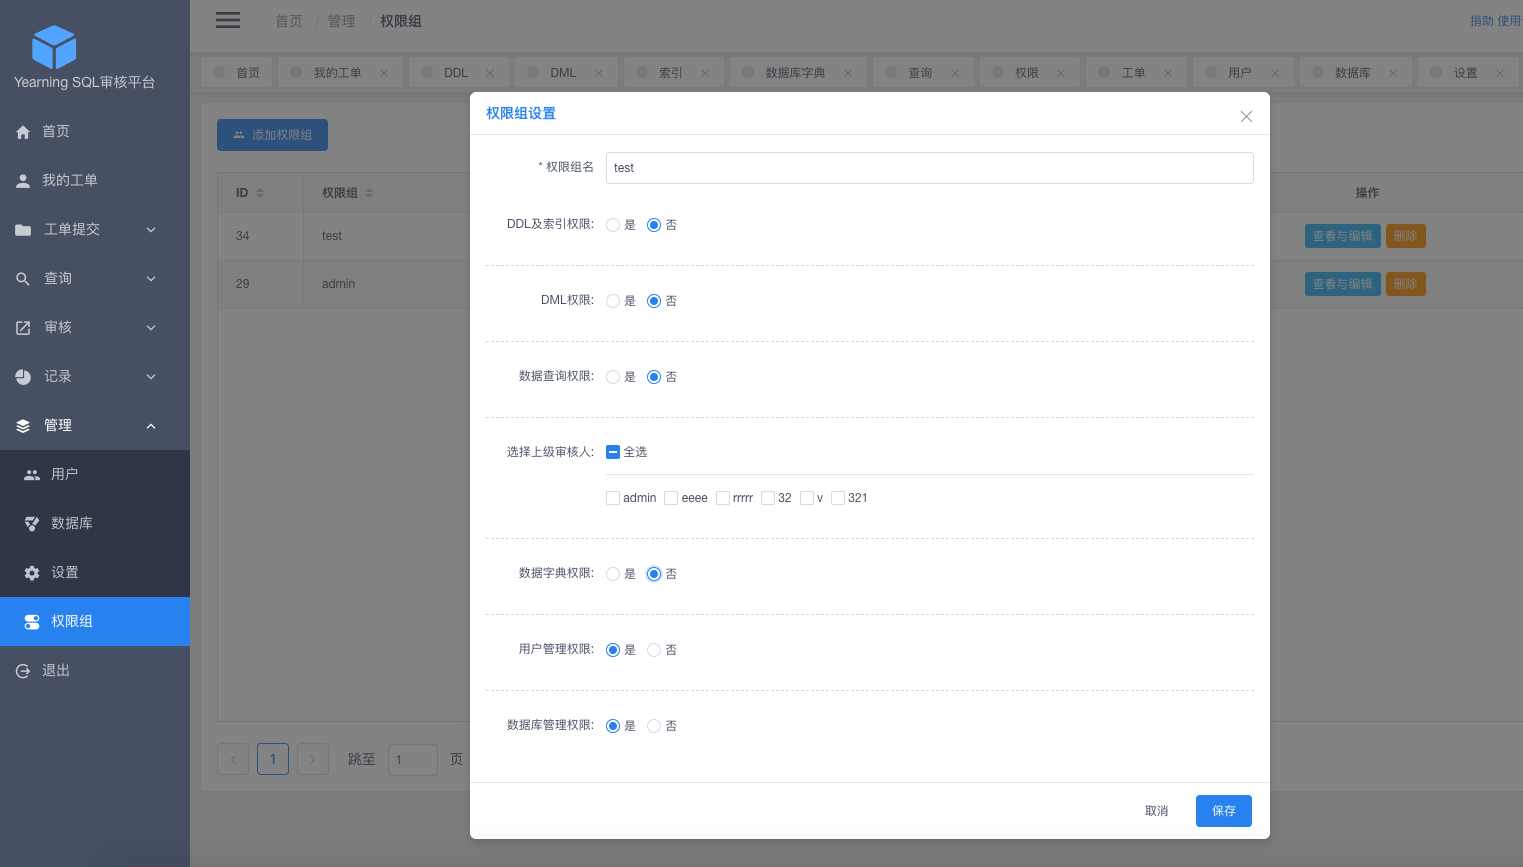 Yearning SQL审核平台
首页
我的工单
工单提交
查询
审核
记录
管理
用户
数据库
设置
权限组
退出
首页 / 管理 / 权限组
捐助 使用
首页 我的工单 DDL DML 索引 数据库字典 查询 权限 工单 用户 数据库 设置
添加权限组
ID 权限组 操作
34 test 查看与编辑 删除
29 admin 查看与编辑 删除
1 跳至 1 页
权限组设置
* 权限组名 test
DDL及索引权限: 是 否
DML权限: 是 否
数据查询权限: 是 否
选择上级审核人: 全选
admin eeee rrrrr 32 v 321
数据字典权限: 是 否
用户管理权限: 是 否
数据库管理权限: 是 否
取消 保存